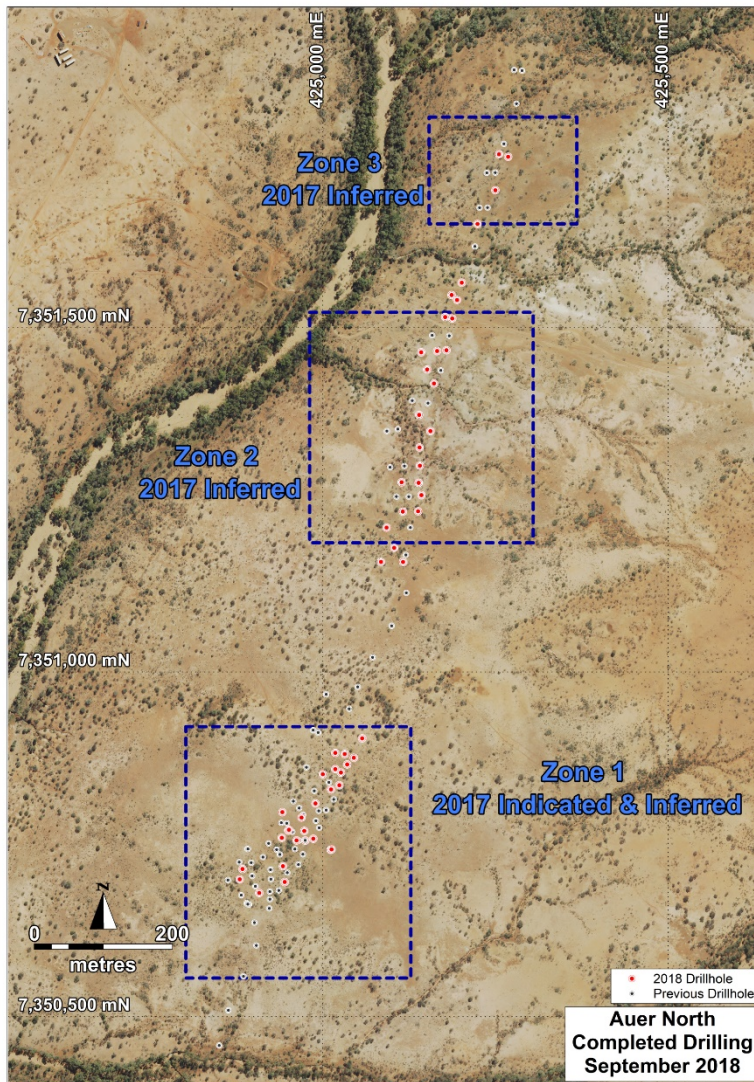 425,000 mE
425,500 mE
Zone 3
2017 Inferred
7,351,500 mN
Zone 2
2017 Inferred
7,351,000 mN
Zone 1
2017 Indicated & Inferred
N
0 200
metres
7,350,500 mN
2018 Drillhole
Previous Drillhole
Auer North
Completed Drilling
September 2018